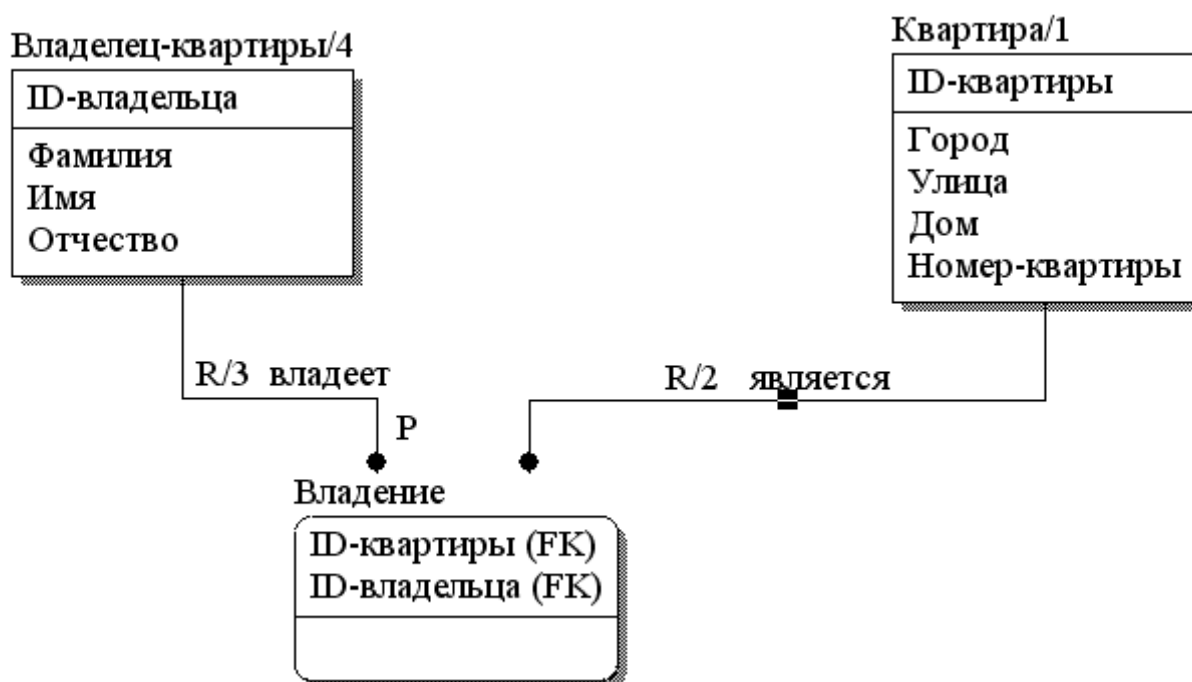 Владелец-квартиры/4
ID-владельца
Фамилия
Имя
Отчество
Квартира/1
ID-квартиры
Город
Улица
Дом
Номер-квартиры
R/3 владеет
P
R/2 является
Владение
ID-квартиры (FK)
ID-владельца (FK)